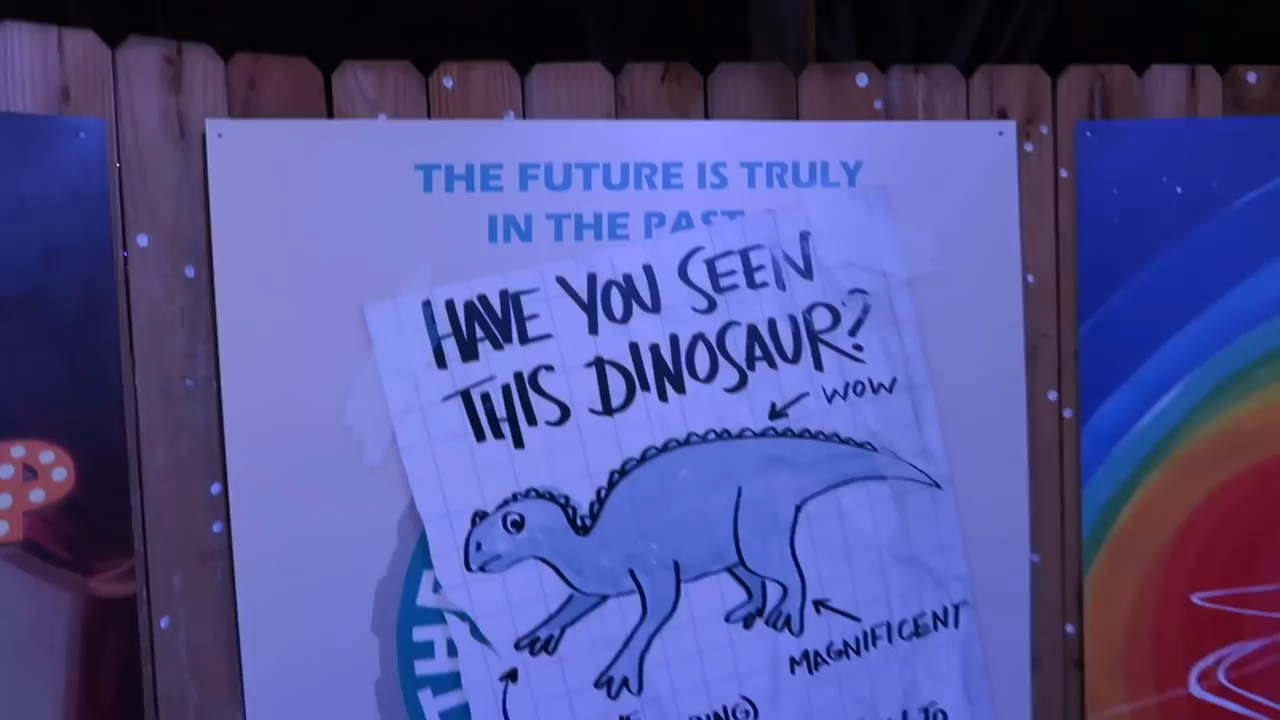 THE FUTURE IS TRULY
IN THE PAST
HAVE YOU SEEN
THIS DINOSAUR?
WOW
MAGNIFICENT
P